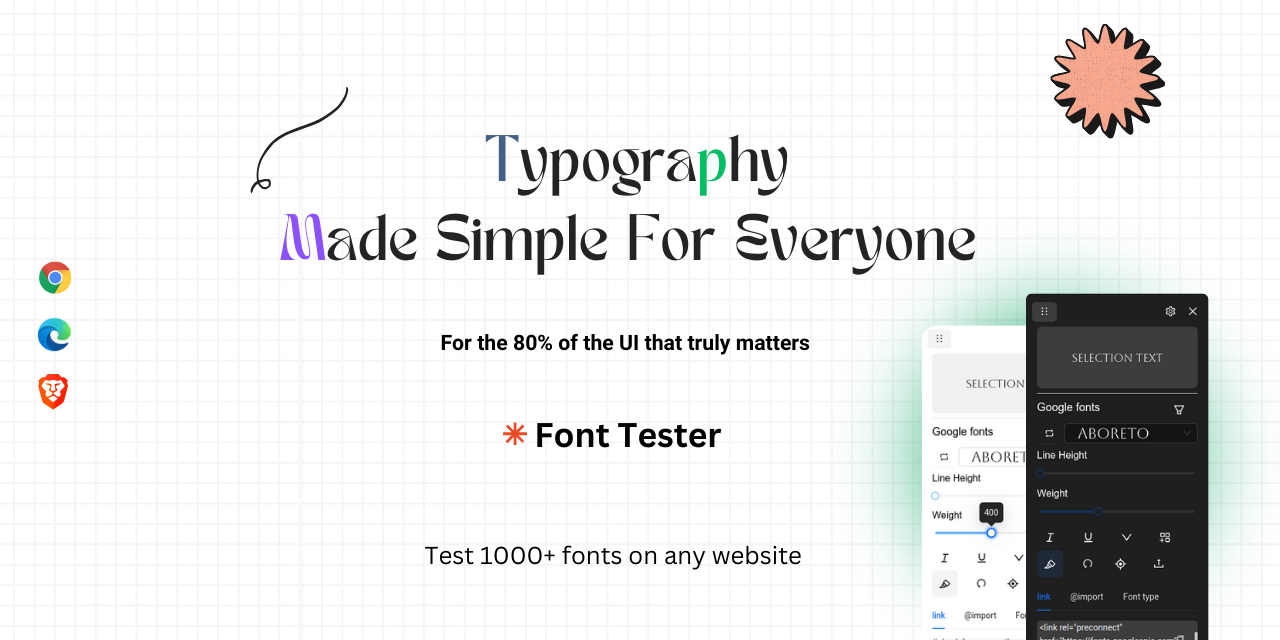 Typography
Made Simple For Everyone
For the 80% of the UI that truly matters
Font Tester
Test 1000+ fonts on any website
SELECTION
Google fonts
Line Height
Weight
400
link
@import
SELECTION TEXT
Google fonts
ABORETO
Line Height
Weight
link
@import
Font type
<link rel="preconnect"